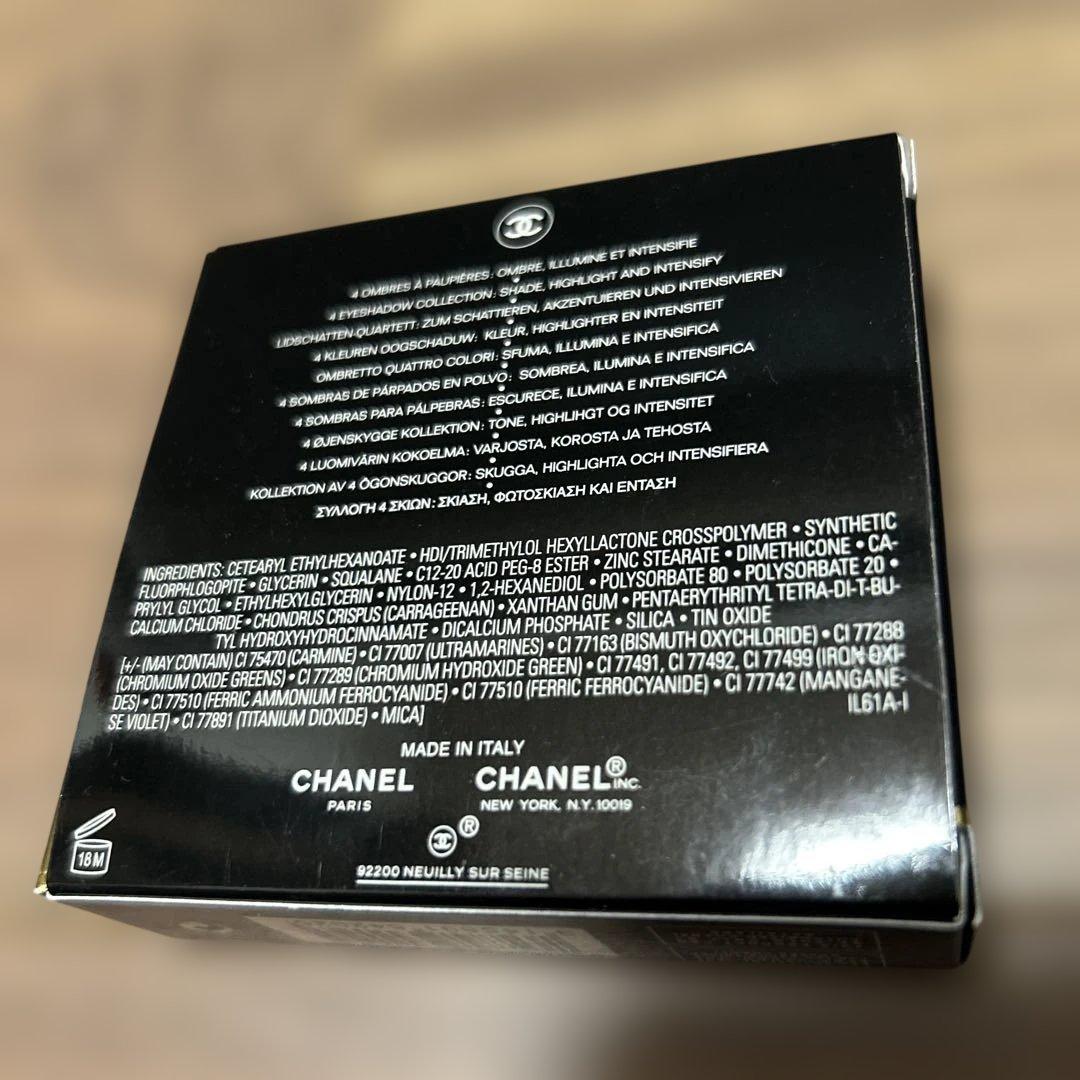 4 OMBRES À PAUPIÈRES : OMBRE, ILLUMINE ET INTENSIFIE
4 EYESHADOW COLLECTION : SHADE, HIGHLIGHT AND INTENSIFY
LIDSCHATTEN-QUARTETT : ZUM SCHATTIEREN, AKZENTUIEREN UND INTENSIVIEREN
4 KLEUREN OOGSCHADUW : KLEUR, HIGHLIGHTER EN INTENSITEIT
OMBRETTO QUATTRO COLORI : SFUMA, ILLUMINA E INTENSIFICA
4 SOMBRAS DE PÁRPADOS EN POLVO : SOMBREA, ILUMINA E INTENSIFICA
4 SOMBRAS PARA PÁLPEBRAS : ESCURECE, ILUMINA E INTENSIFICA
4 ØJENSKYGGE KOLLEKTION : TONE, HIGHLIHGT OG INTENSITET
4 LUOMIVÄRIN KOKOELMA : VARJOSTA, KOROSTA JA TEHOSTA
KOLLEKTION AV 4 ÖGONSKUGGOR : SKUGGA, HIGHLIGHTA OCH INTENSIFIERA
ΣΥΛΛΟΓΗ 4 ΣΚΙΩΝ : ΣΚΙΑΣΗ, ΦΩΤΟΣΚΙΑΣΗ ΚΑΙ ΕΝΤΑΣΗ
INGREDIENTS: CETEARYL ETHYLHEXANOATE • HDI/TRIMETHYLOL HEXYLLACTONE CROSSPOLYMER • SYNTHETIC
FLUORPHLOGOPITE • GLYCERIN • SQUALANE • C12-20 ACID PEG-8 ESTER • ZINC STEARATE • DIMETHICONE • CA-
PRYLYL GLYCOL • ETHYLHEXYLGLYCERIN • NYLON-12 • 1,2-HEXANEDIOL • POLYSORBATE 80 • POLYSORBATE 20 •
CALCIUM CHLORIDE • CHONDRUS CRISPUS (CARRAGEENAN) • XANTHAN GUM • PENTAERYTHRITYL TETRA-DI-T-BU-
TYL HYDROXYHYDROCINNAMATE • DICALCIUM PHOSPHATE • SILICA • TIN OXIDE
[+/- (MAY CONTAIN) CI 75470 (CARMINE) • CI 77007 (ULTRAMARINES) • CI 77163 (BISMUTH OXYCHLORIDE) • CI 77288
(CHROMIUM OXIDE GREENS) • CI 77289 (CHROMIUM HYDROXIDE GREEN) • CI 77491, CI 77492, CI 77499 (IRON OXI-
DES) • CI 77510 (FERRIC AMMONIUM FERROCYANIDE) • CI 77510 (FERRIC FERROCYANIDE) • CI 77742 (MANGANE-
SE VIOLET) • CI 77891 (TITANIUM DIOXIDE) • MICA]
IL61A-I
MADE IN ITALY
CHANEL CHANEL® INC.
PARIS NEW YORK, N.Y. 10019
®
18 M
92200 NEUILLY SUR SEINE